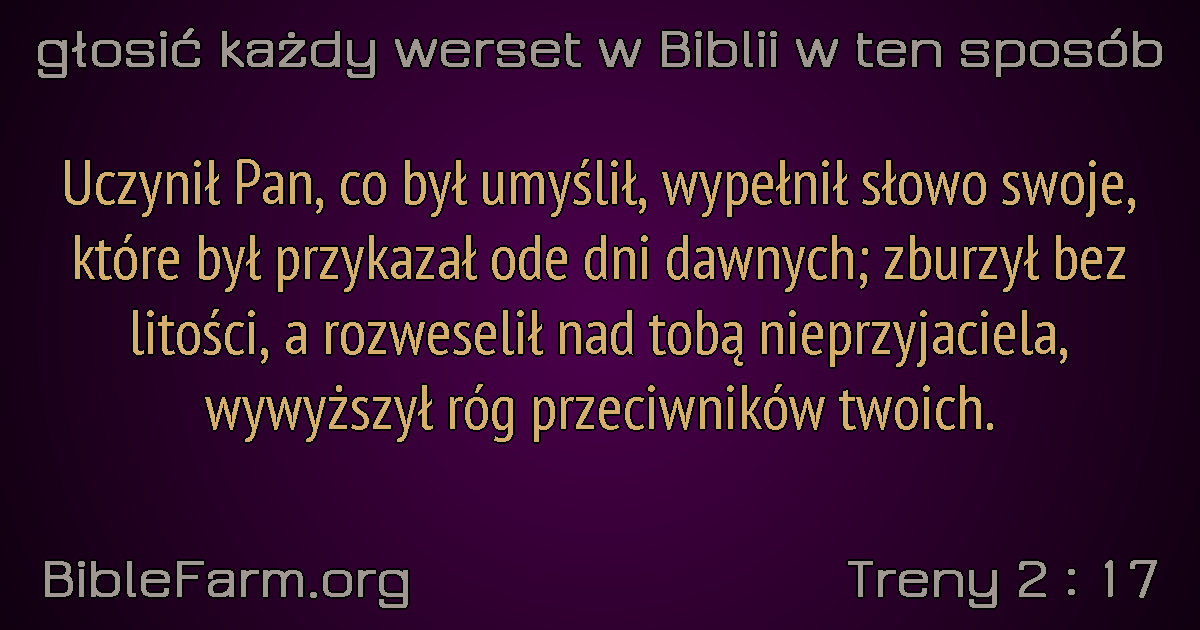 głosić każdy werset w Biblii w ten sposób
Uczynił Pan, co był umyślił, wypełnił słowo swoje,
które był przykazał ode dni dawnych; zburzył bez
litości, a rozweselił nad tobą nieprzyjaciela,
wywyższył róg przeciwników twoich.
BibleFarm.org
Treny 2 : 17